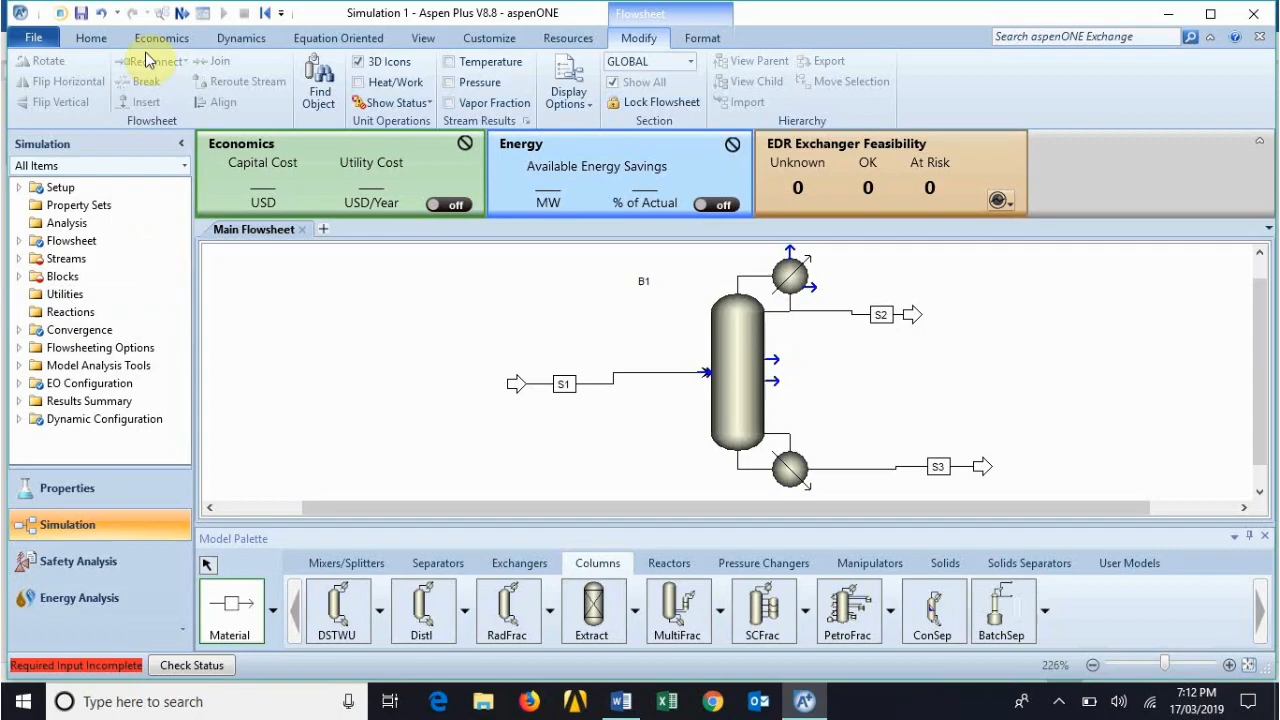 Simulation 1 - Aspen Plus V8.8 - aspenONE
Flowsheet
File
Home
Economics
Dynamics
Equation Oriented
View
Customize
Resources
Modify
Format
Search aspenONE Exchange
Rotate
Flip Horizontal
Flip Vertical
Reconnect
Break
Insert
Join
Reroute Stream
Align
Flowsheet
Find
Object
3D Icons
Heat/Work
Show Status
Unit Operations
Temperature
Pressure
Vapor Fraction
Stream Results
Display
Options
GLOBAL
Show All
Lock Flowsheet
Section
View Parent
View Child
Import
Export
Move Selection
Hierarchy
Simulation
All Items
Setup
Property Sets
Analysis
Flowsheet
Streams
Blocks
Utilities
Reactions
Convergence
Flowsheeting Options
Model Analysis Tools
EO Configuration
Results Summary
Dynamic Configuration
Properties
Simulation
Safety Analysis
Energy Analysis
Economics
Capital Cost
Utility Cost
USD
USD/Year
off
Energy
Available Energy Savings
MW
% of Actual
off
EDR Exchanger Feasibility
Unknown
OK
At Risk
0
0
0
Main Flowsheet
B1
S1
S2
S3
Model Palette
Mixers/Splitters
Separators
Exchangers
Columns
Reactors
Pressure Changers
Manipulators
Solids
Solids Separators
User Models
Material
DSTWU
Distl
RadFrac
Extract
MultiFrac
SCFrac
PetroFrac
ConSep
BatchSep
Required Input Incomplete
Check Status
226%
Type here to search
7:12 PM
17/03/2019